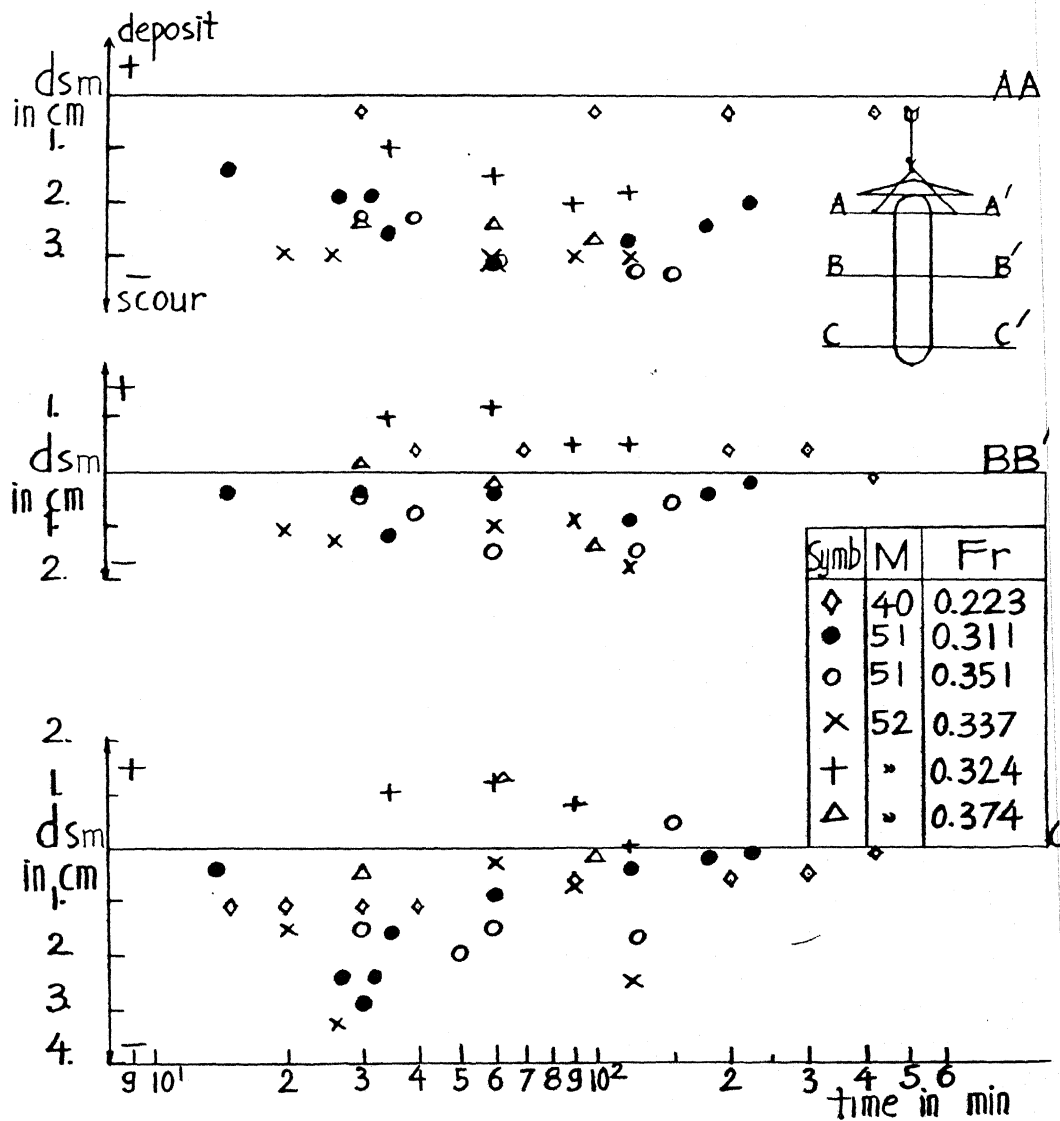 deposit
+
dsm
in cm
1.
2.
3.
−
scour
AA
A A′
B B′
C C′
+
1.
dsm
in cm
1
2.
−
BB′
Symb M Fr
◊ 40 0.223
● 51 0.311
○ 51 0.351
× 52 0.337
+ " 0.324
△ " 0.374
2.
+
1
dsm
in cm
1.
2
3.
4.
−
9 10¹ 2 3 4 5 6 7 8 9 10² 2 3 4 5 6
time in min